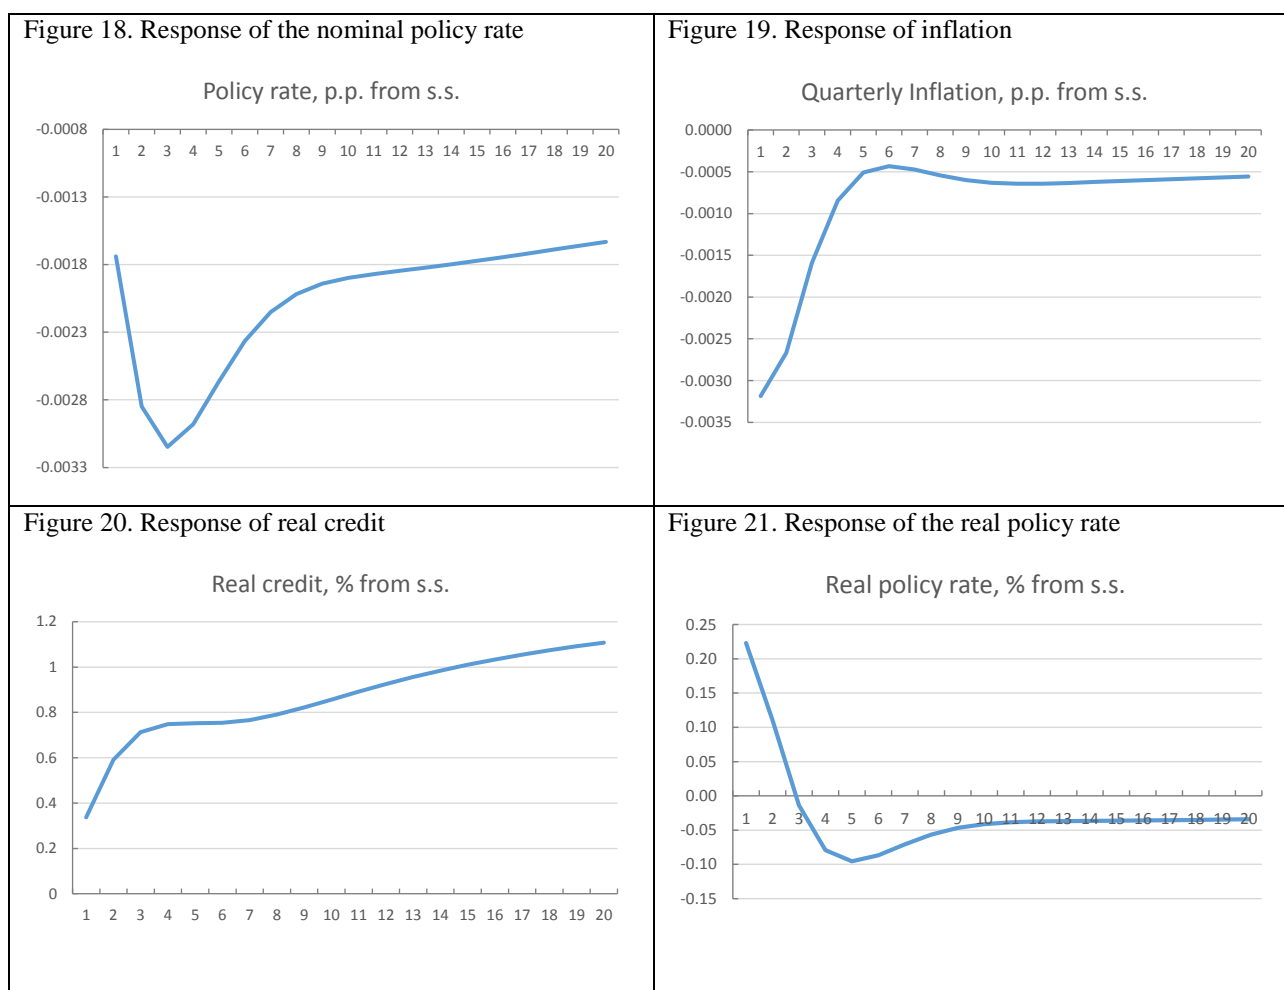 Figure 18. Response of the nominal policy rate
Policy rate, p.p. from s.s.
-0.0008
1 2 3 4 5 6 7 8 9 10 11 12 13 14 15 16 17 18 19 20
-0.0013
-0.0018
-0.0023
-0.0028
-0.0033
Figure 19. Response of inflation
Quarterly Inflation, p.p. from s.s.
0.0000
1 2 3 4 5 6 7 8 9 10 11 12 13 14 15 16 17 18 19 20
-0.0005
-0.0010
-0.0015
-0.0020
-0.0025
-0.0030
-0.0035
Figure 20. Response of real credit
Real credit, % from s.s.
1.2
1
0.8
0.6
0.4
0.2
0
1 2 3 4 5 6 7 8 9 10 11 12 13 14 15 16 17 18 19 20
Figure 21. Response of the real policy rate
Real policy rate, % from s.s.
0.25
0.20
0.15
0.10
0.05
0.00
1 2 3 4 5 6 7 8 9 10 11 12 13 14 15 16 17 18 19 20
-0.05
-0.10
-0.15